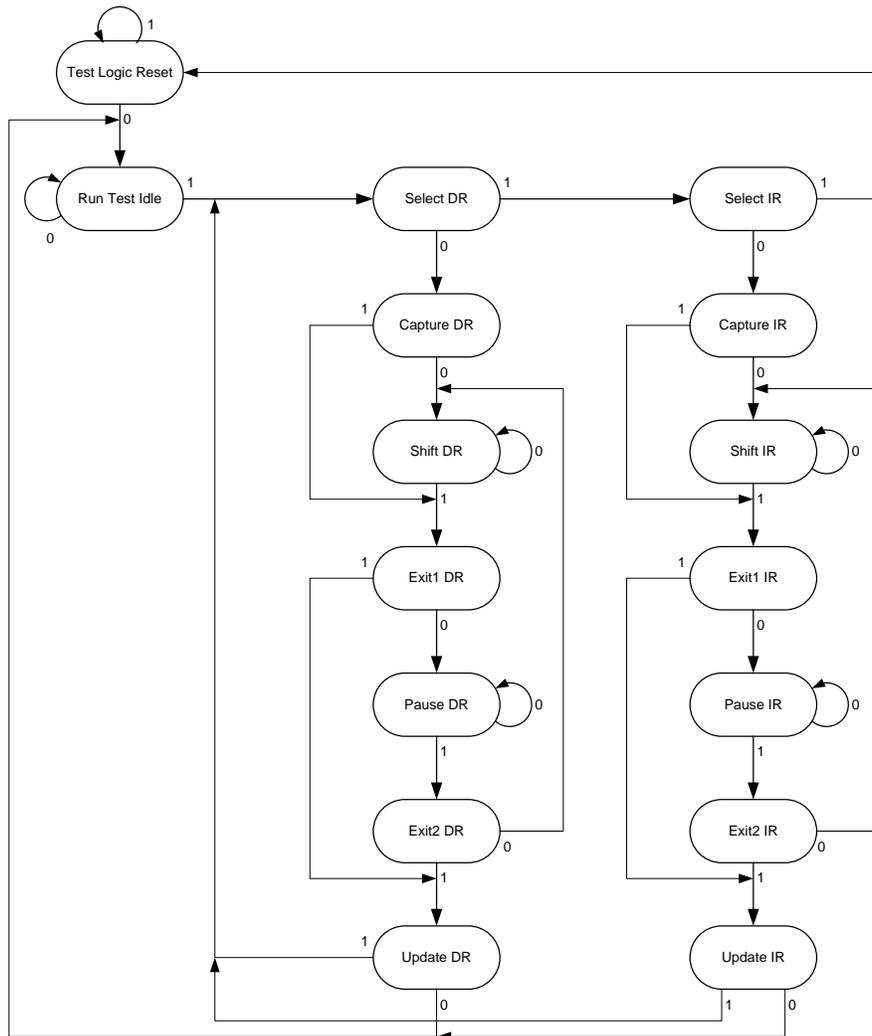 1
Test Logic Reset
0
Run Test Idle
1
Select DR
1
Select IR
1
0
0
0
1
Capture DR
1
Capture IR
0
0
Shift DR
0
Shift IR
0
1
1
1
Exit1 DR
1
Exit1 IR
0
0
Pause DR
0
Pause IR
0
1
1
Exit2 DR
0
Exit2 IR
0
1
1
1
Update DR
Update IR
0
1
0